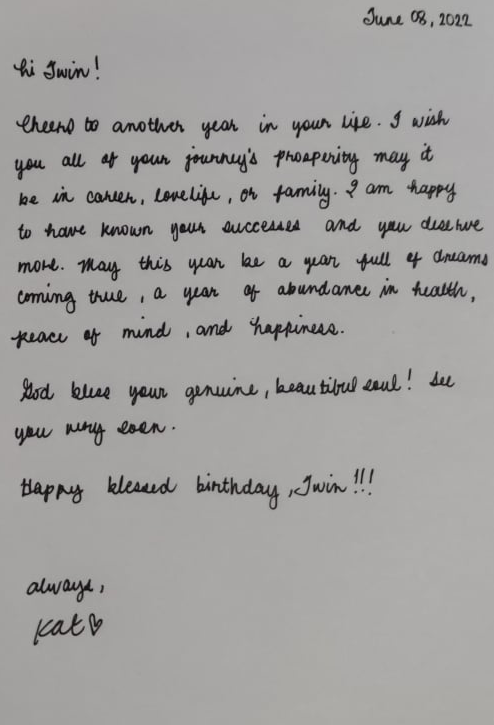 June 08, 2022
hi Twin!
Cheers to another year in your life. I wish
you all of your journey's prosperity may it
be in career, lovelife, or family. I am happy
to have known your successes and you deserve
more. May this year be a year full of dreams
coming true, a year of abundance in health,
peace of mind, and happiness.
God bless your genuine, beautiful soul! See
you very soon.
Happy blessed birthday, Twin!!!
always,
Kat♡